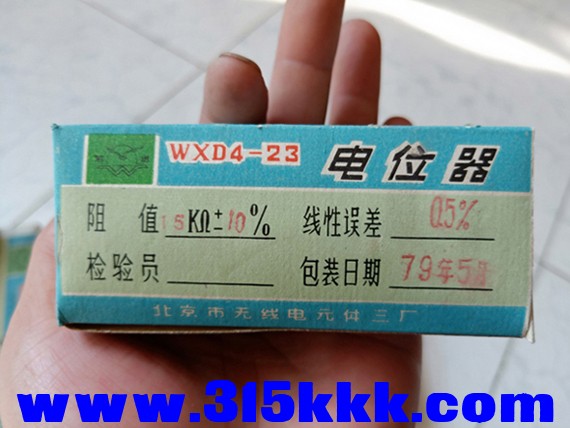 WXD4-23 电位器
阻 值 15KΩ±10% 线性误差 0.5%
检验员 包装日期 79年5月
北京市无线电元件三厂
www.315kkk.com